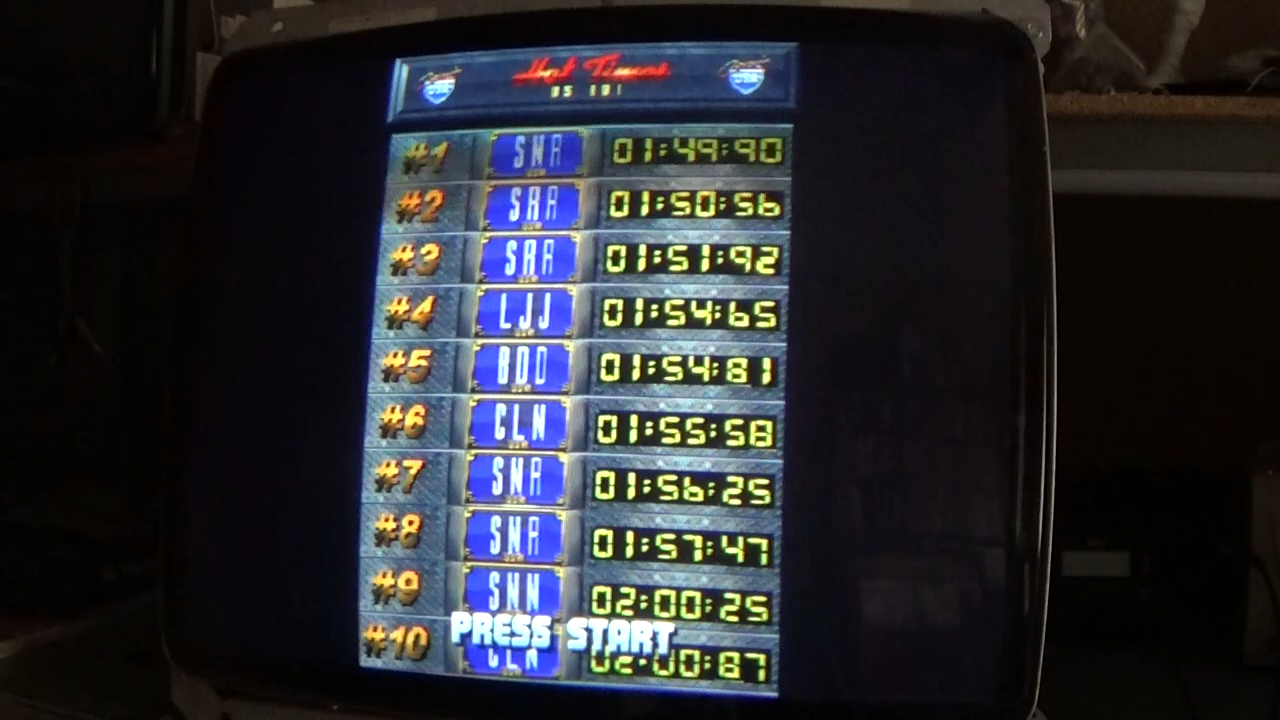 Hot Times
US 101
#1 SNA 01:49:90
#2 SAA 01:50:56
#3 SAA 01:51:92
#4 LJJ 01:54:65
#5 BDD 01:54:81
#6 CLN 01:55:58
#7 SNA 01:56:25
#8 SNA 01:57:47
#9 SNN 02:00:25
PRESS START
#10 CLN 02:00:87